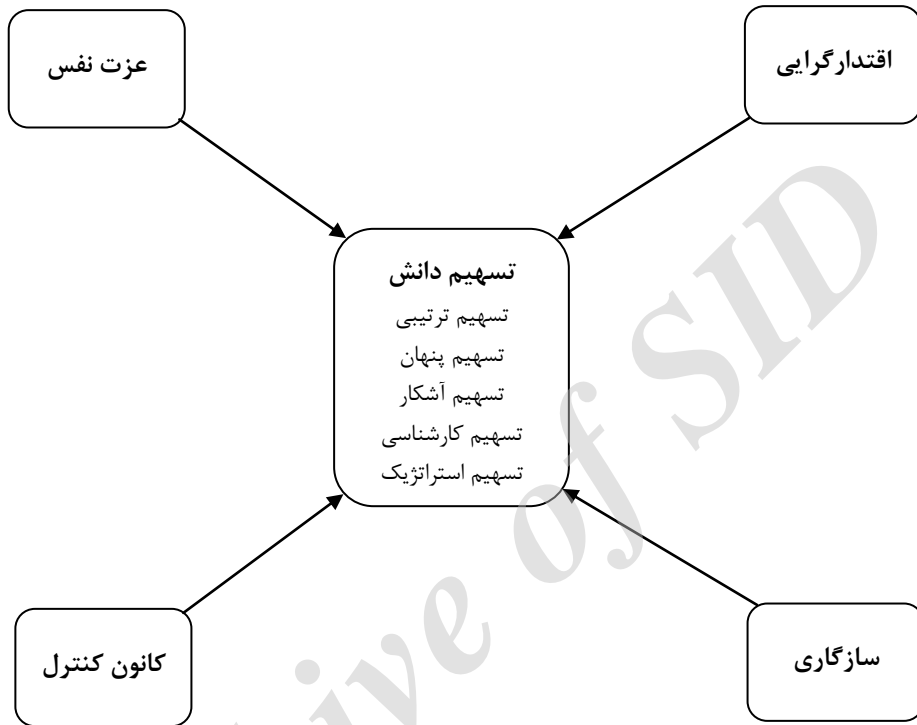 اقتدارگرایی
عزت نفس
تسهیم دانش
تسهیم ترتیبی
تسهیم پنهان
تسهیم آشکار
تسهیم کارشناسی
تسهیم استراتژیک
سازگاری
کانون کنترل
ive of SID